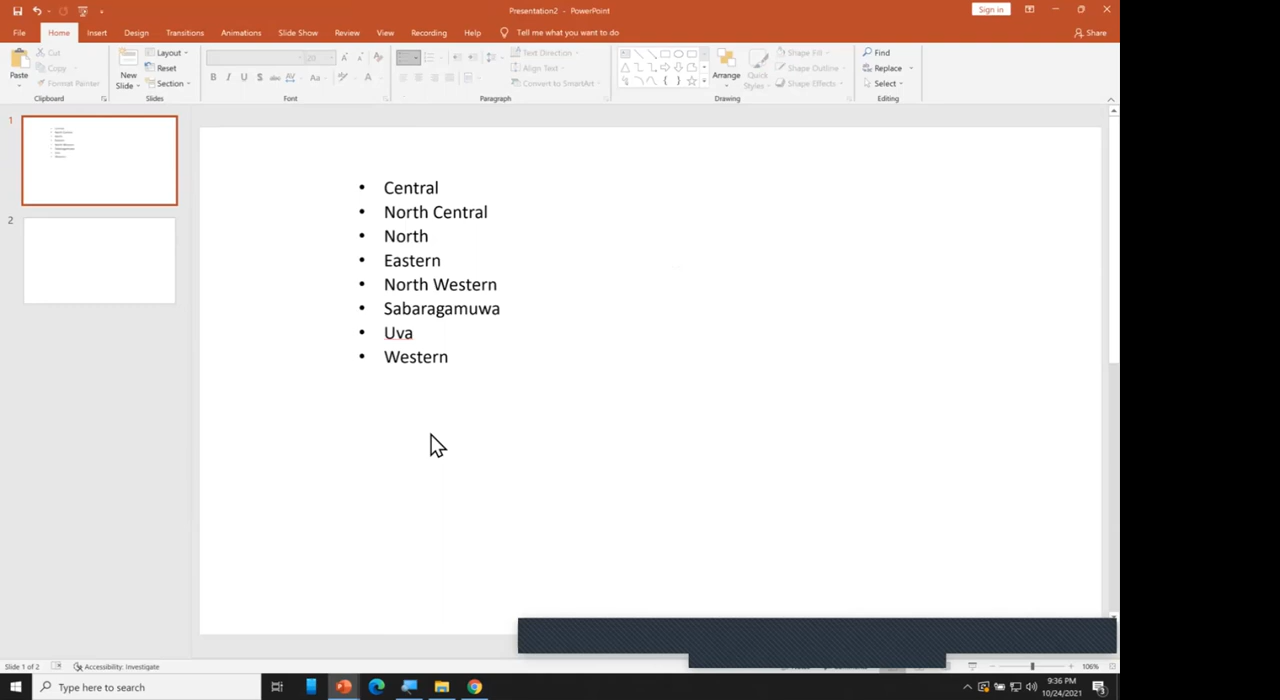 Presentation2 - PowerPoint
Sign in
File Home Insert Design Transitions Animations Slide Show Review View Recording Help Tell me what you want to do
Share
Paste
Cut
Copy
Format Painter
Clipboard
New Slide
Layout
Reset
Section
Slides
Font
Text Direction
Align Text
Convert to SmartArt
Paragraph
Arrange
Quick Styles
Shape Fill
Shape Outline
Shape Effects
Drawing
Find
Replace
Select
Editing
1
2
• Central
• North Central
• North
• Eastern
• North Western
• Sabaragamuwa
• Uva
• Western
Slide 1 of 2
Accessibility: Investigate
106%
Type here to search
9:36 PM
10/24/2021